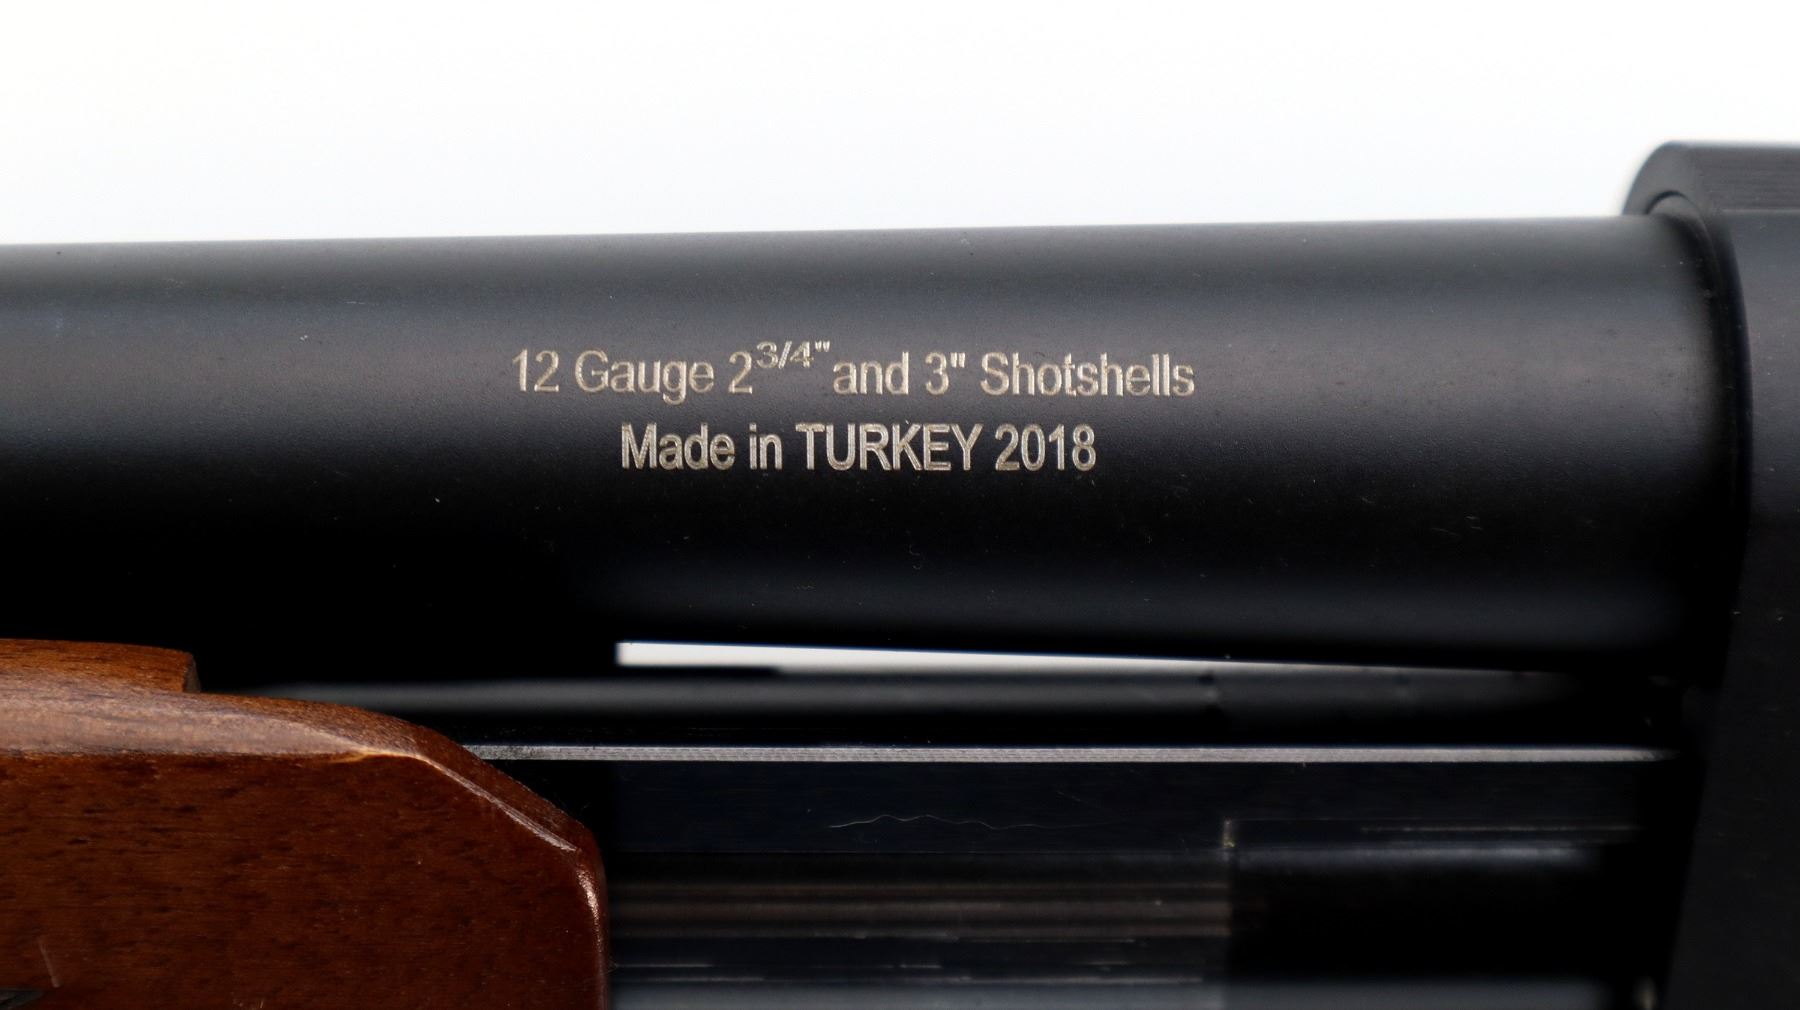 12 Gauge 2 3/4" and 3" Shotshells
Made in TURKEY 2018